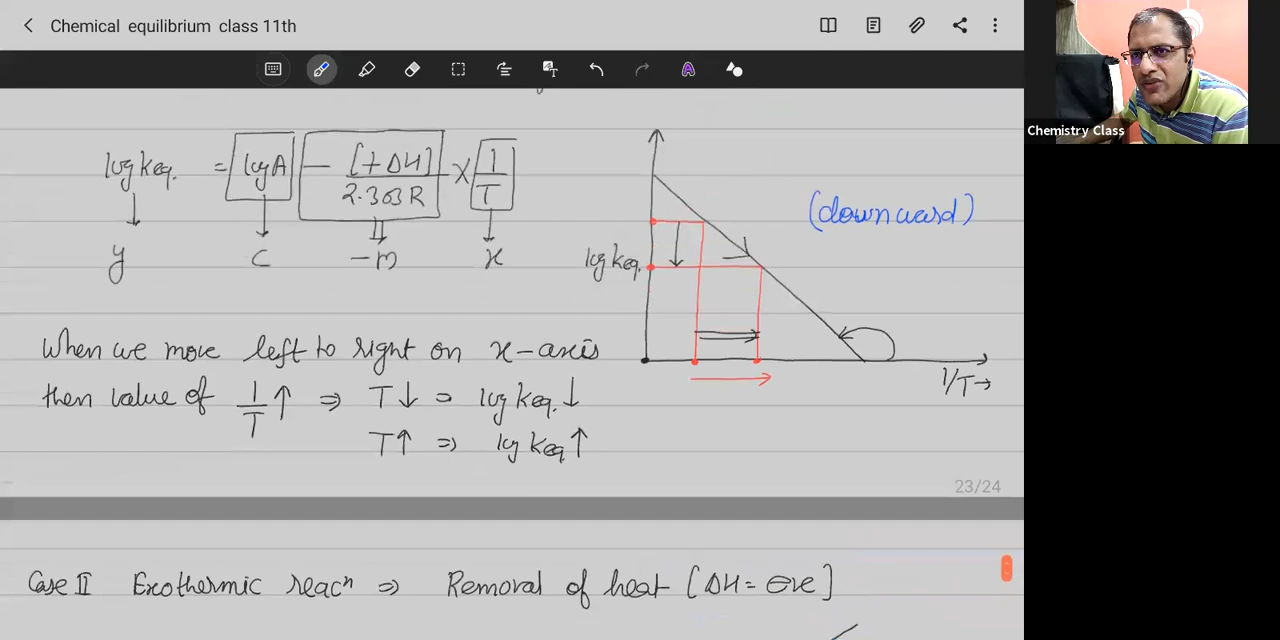 Chemical equilibrium class 11th
Chemistry Class
log Keq. = log A - [+ΔH] / 2.303R × 1/T
y C -m x
(downward)
log Keq.
1/T→
When we move left to right on x-axis
then value of 1/T ↑ ⇒ T↓ = log Keq.↓
T↑ ⇒ log Keq ↑
23/24
Case II Exothermic reacⁿ ⇒ Removal of heat [ΔH = ⊖ve]